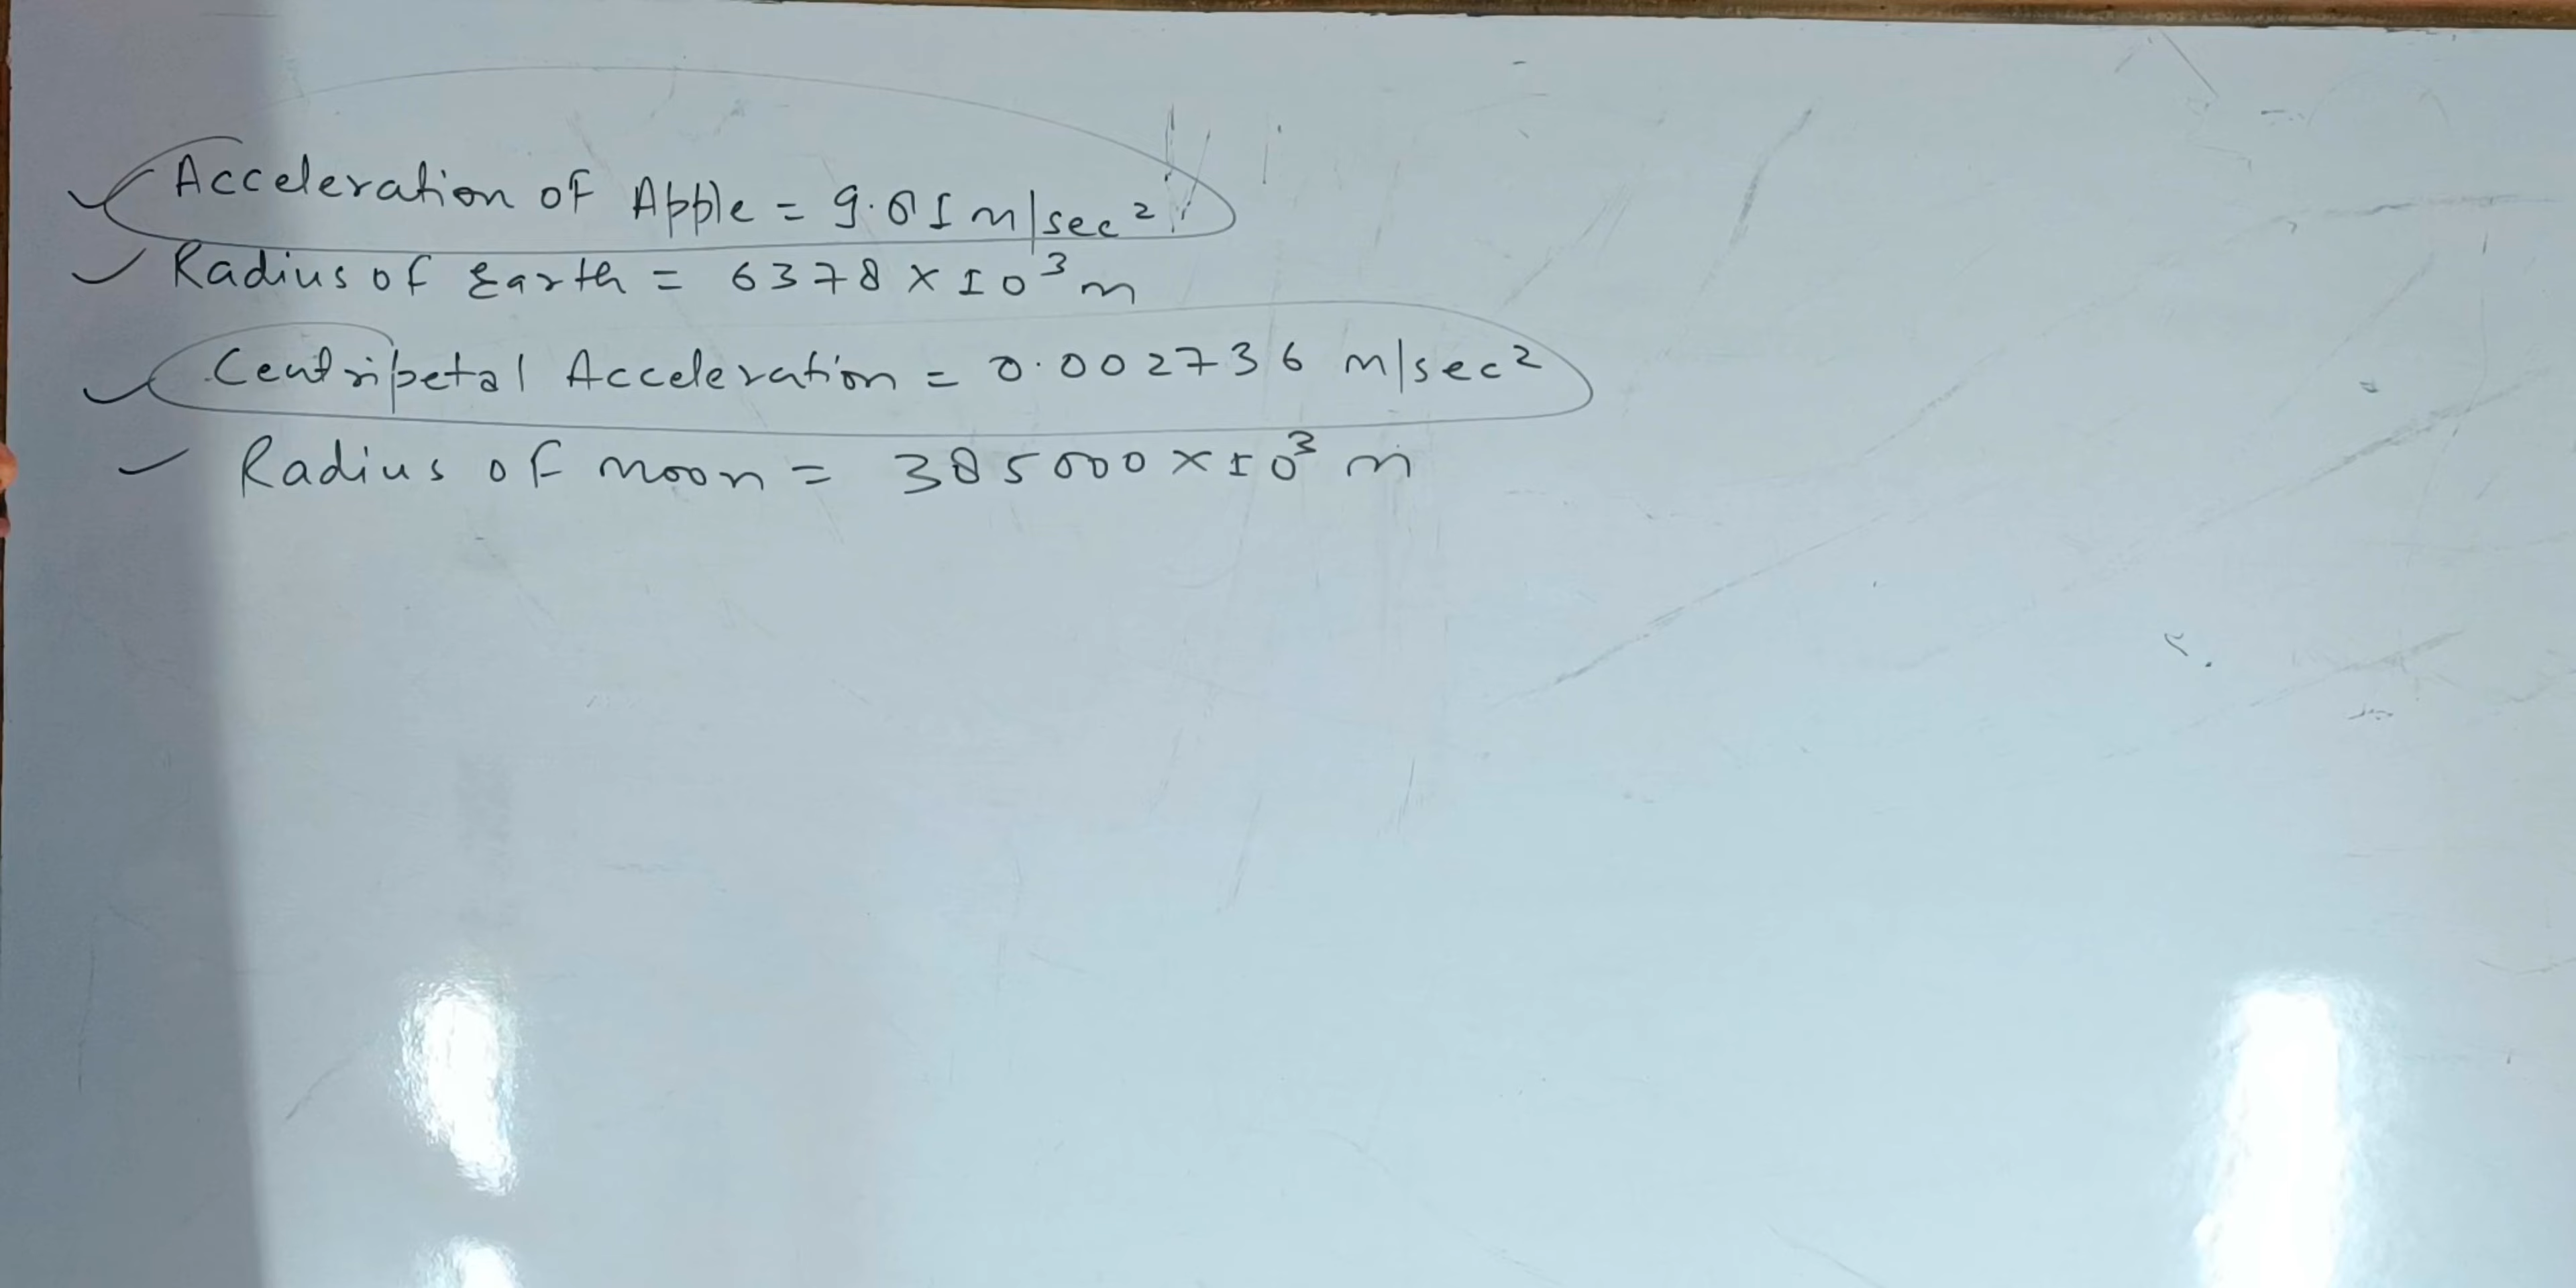 Acceleration of Apple = 9.81 m/sec²
Radius of Earth = 6378 × 10³ m
Centripetal Acceleration = 0.002736 m/sec²
Radius of moon = 385000 × 10³ m